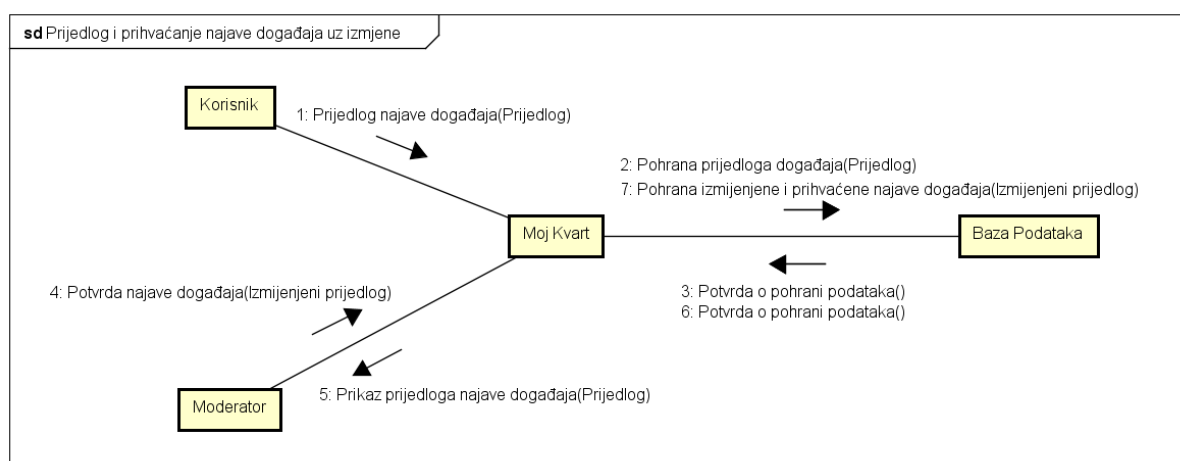 sd Prijedlog i prihvaćanje najave događaja uz izmjene
Korisnik
1: Prijedlog najave događaja(Prijedlog)
2: Pohrana prijedloga događaja(Prijedlog)
7: Pohrana izmijenjene i prihvaćene najave događaja(Izmijenjeni prijedlog)
Moj Kvart
Baza Podataka
3: Potvrda o pohrani podataka()
6: Potvrda o pohrani podataka()
4: Potvrda najave događaja(Izmijenjeni prijedlog)
5: Prikaz prijedloga najave događaja(Prijedlog)
Moderator